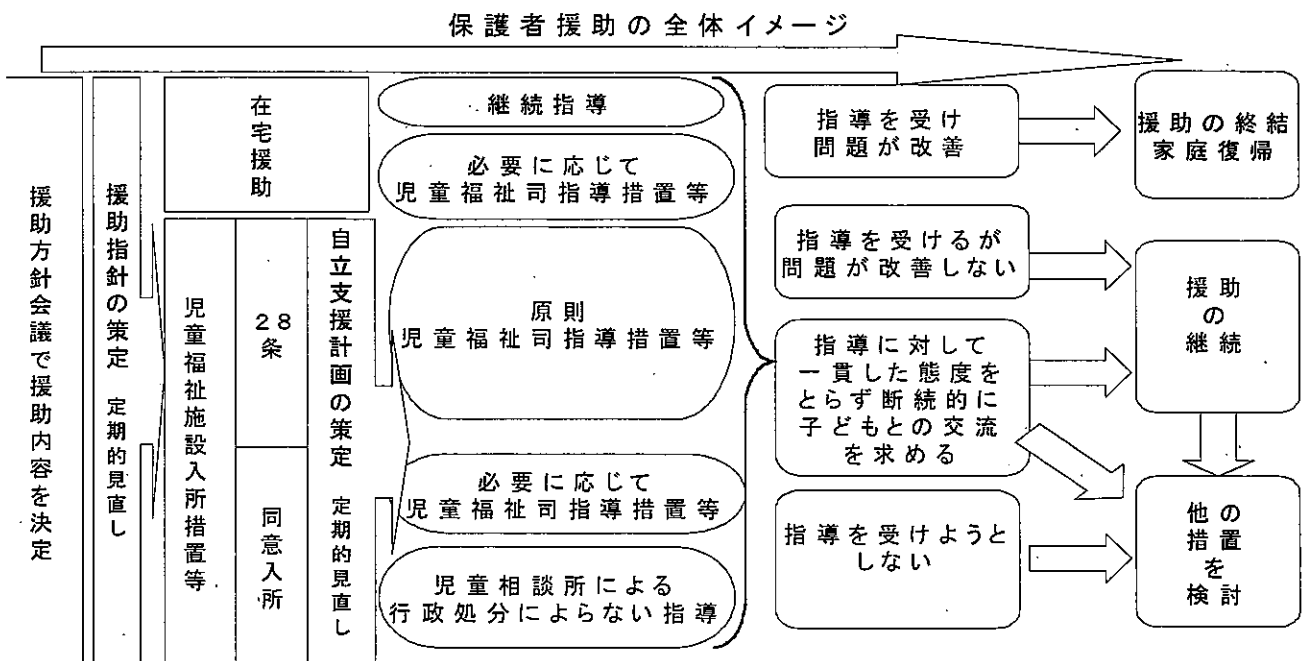 保護者援助の全体イメージ
援助方針会議で援助内容を決定
援助指針の策定　定期的見直し
在宅援助
児童福祉施設入所措置等
28条
同意入所
自立支援計画の策定　定期的見直し
継続指導
必要に応じて
児童福祉司指導措置等
原則
児童福祉司指導措置等
必要に応じて
児童福祉司指導措置等
児童相談所による
行政処分によらない指導
指導を受け
問題が改善
指導を受けるが
問題が改善しない
指導に対して
一貫した態度を
とらず断続的に
子どもとの交流
を求める
指導を受けようと
しない
援助の終結
家庭復帰
援助
の
継続
他の
措置
を
検討